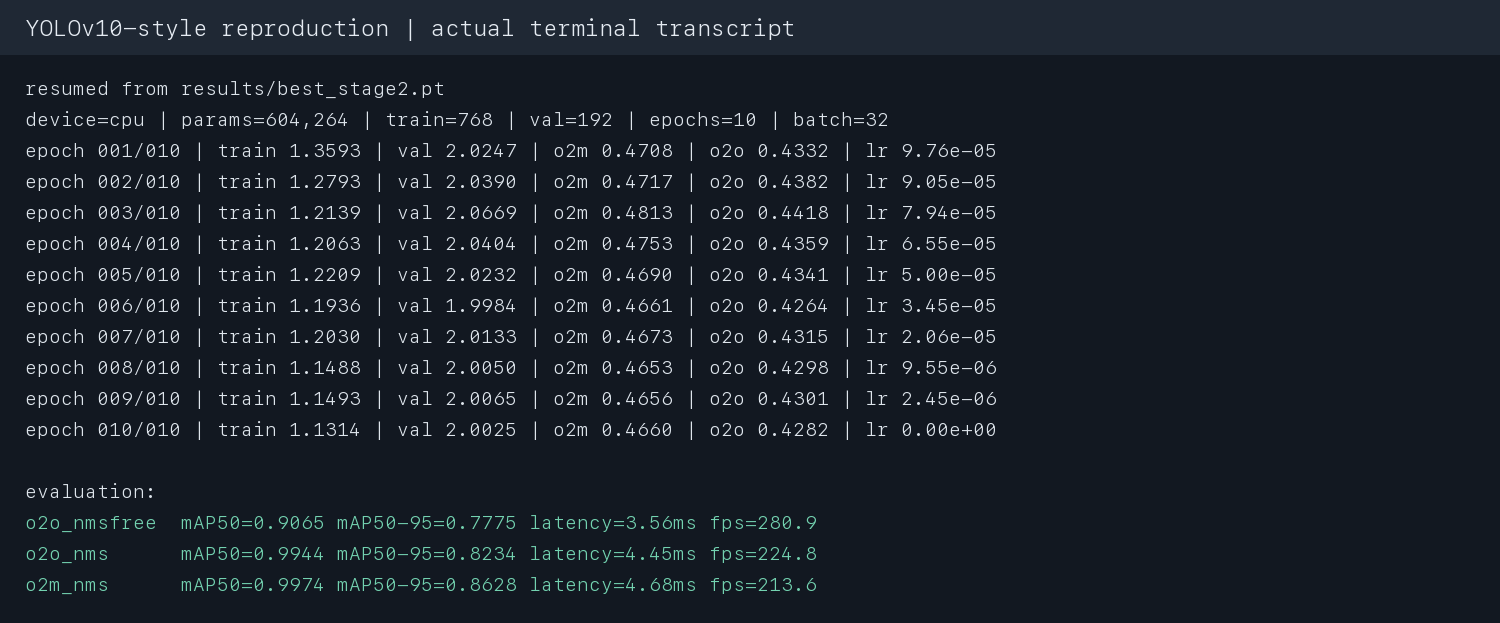 YOLOv10-style reproduction | actual terminal transcript
resumed from results/best_stage2.pt
device=cpu | params=604,264 | train=768 | val=192 | epochs=10 | batch=32
epoch 001/010 | train 1.3593 | val 2.0247 | o2m 0.4708 | o2o 0.4332 | lr 9.76e-05
epoch 002/010 | train 1.2793 | val 2.0390 | o2m 0.4717 | o2o 0.4382 | lr 9.05e-05
epoch 003/010 | train 1.2139 | val 2.0669 | o2m 0.4813 | o2o 0.4418 | lr 7.94e-05
epoch 004/010 | train 1.2063 | val 2.0404 | o2m 0.4753 | o2o 0.4359 | lr 6.55e-05
epoch 005/010 | train 1.2209 | val 2.0232 | o2m 0.4690 | o2o 0.4341 | lr 5.00e-05
epoch 006/010 | train 1.1936 | val 1.9984 | o2m 0.4661 | o2o 0.4264 | lr 3.45e-05
epoch 007/010 | train 1.2030 | val 2.0133 | o2m 0.4673 | o2o 0.4315 | lr 2.06e-05
epoch 008/010 | train 1.1488 | val 2.0050 | o2m 0.4653 | o2o 0.4298 | lr 9.55e-06
epoch 009/010 | train 1.1493 | val 2.0065 | o2m 0.4656 | o2o 0.4301 | lr 2.45e-06
epoch 010/010 | train 1.1314 | val 2.0025 | o2m 0.4660 | o2o 0.4282 | lr 0.00e+00
evaluation:
o2o_nmsfree  mAP50=0.9065 mAP50-95=0.7775 latency=3.56ms fps=280.9
o2o_nms      mAP50=0.9944 mAP50-95=0.8234 latency=4.45ms fps=224.8
o2m_nms      mAP50=0.9974 mAP50-95=0.8628 latency=4.68ms fps=213.6